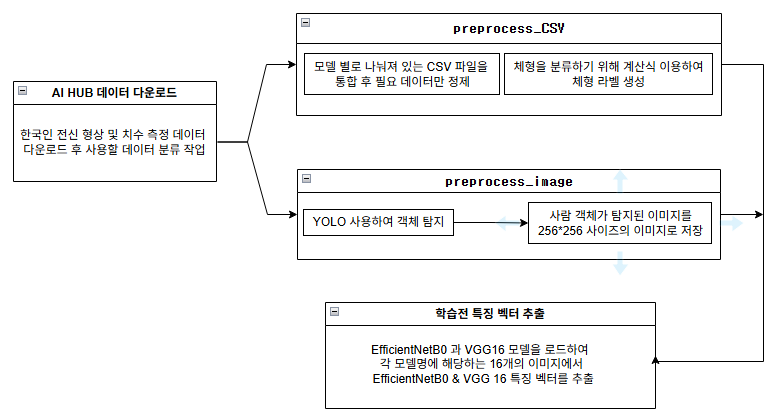 AI HUB 데이터 다운로드
한국인 전신 형상 및 치수 측정 데이터
다운로드 후 사용할 데이터 분류 작업
preprocess_CSV
모델 별로 나눠져 있는 CSV 파일을
통합 후 필요 데이터만 정제
체형을 분류하기 위해 계산식 이용하여
체형 라벨 생성
preprocess_image
YOLO 사용하여 객체 탐지
사람 객체가 탐지된 이미지를
256*256 사이즈의 이미지로 저장
학습전 특징 벡터 추출
EfficientNetB0 과 VGG16 모델을 로드하여
각 모델명에 해당하는 16개의 이미지에서
EfficientNetB0 & VGG 16 특징 벡터를 추출